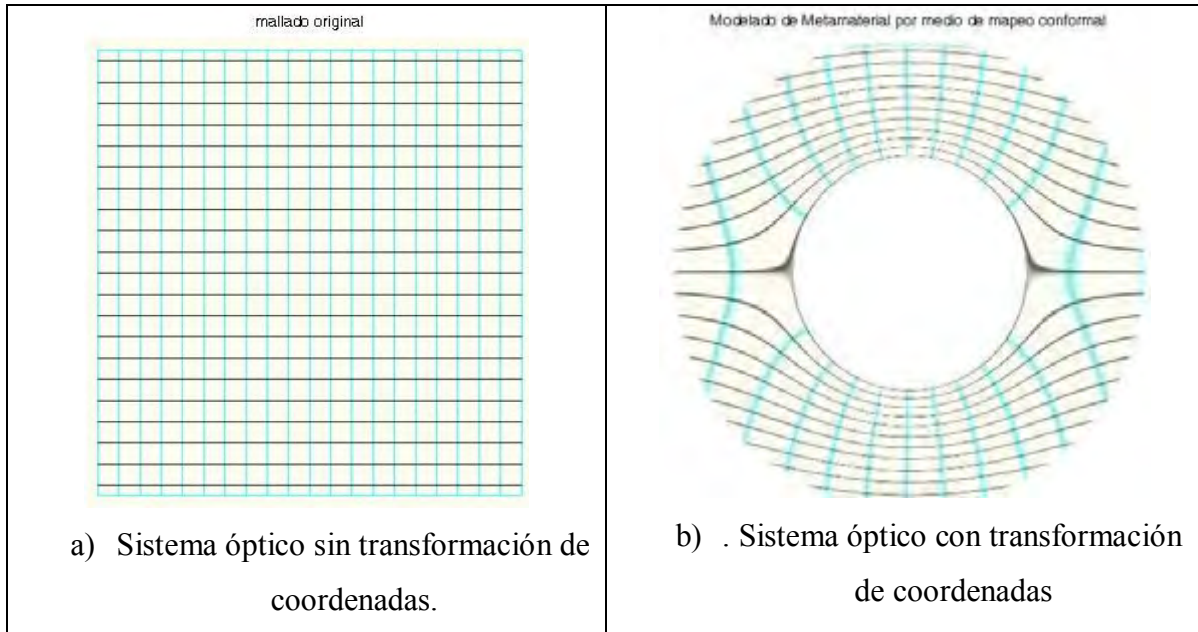 mallado original
a) Sistema óptico sin transformación de
coordenadas.
Modelado de Metamaterial por medio de mapeo conformal
b) . Sistema óptico con transformación
de coordenadas